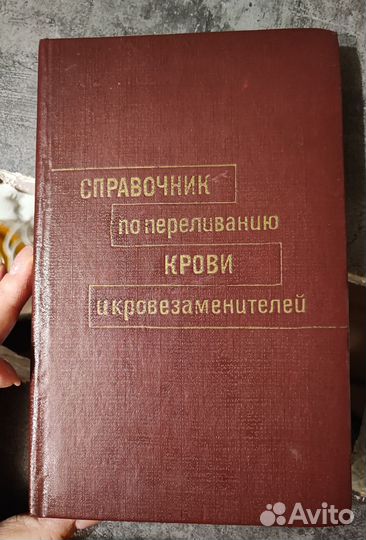 СПРАВОЧНИК
по переливанию
КРОВИ
и кровезаменителей
Avito